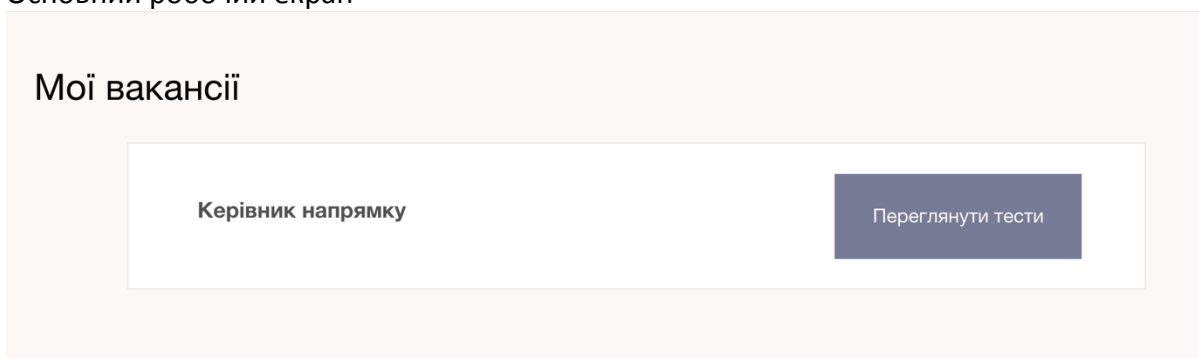 Основний робочий екран
Мої вакансії
Керівник напрямку
Переглянути тести